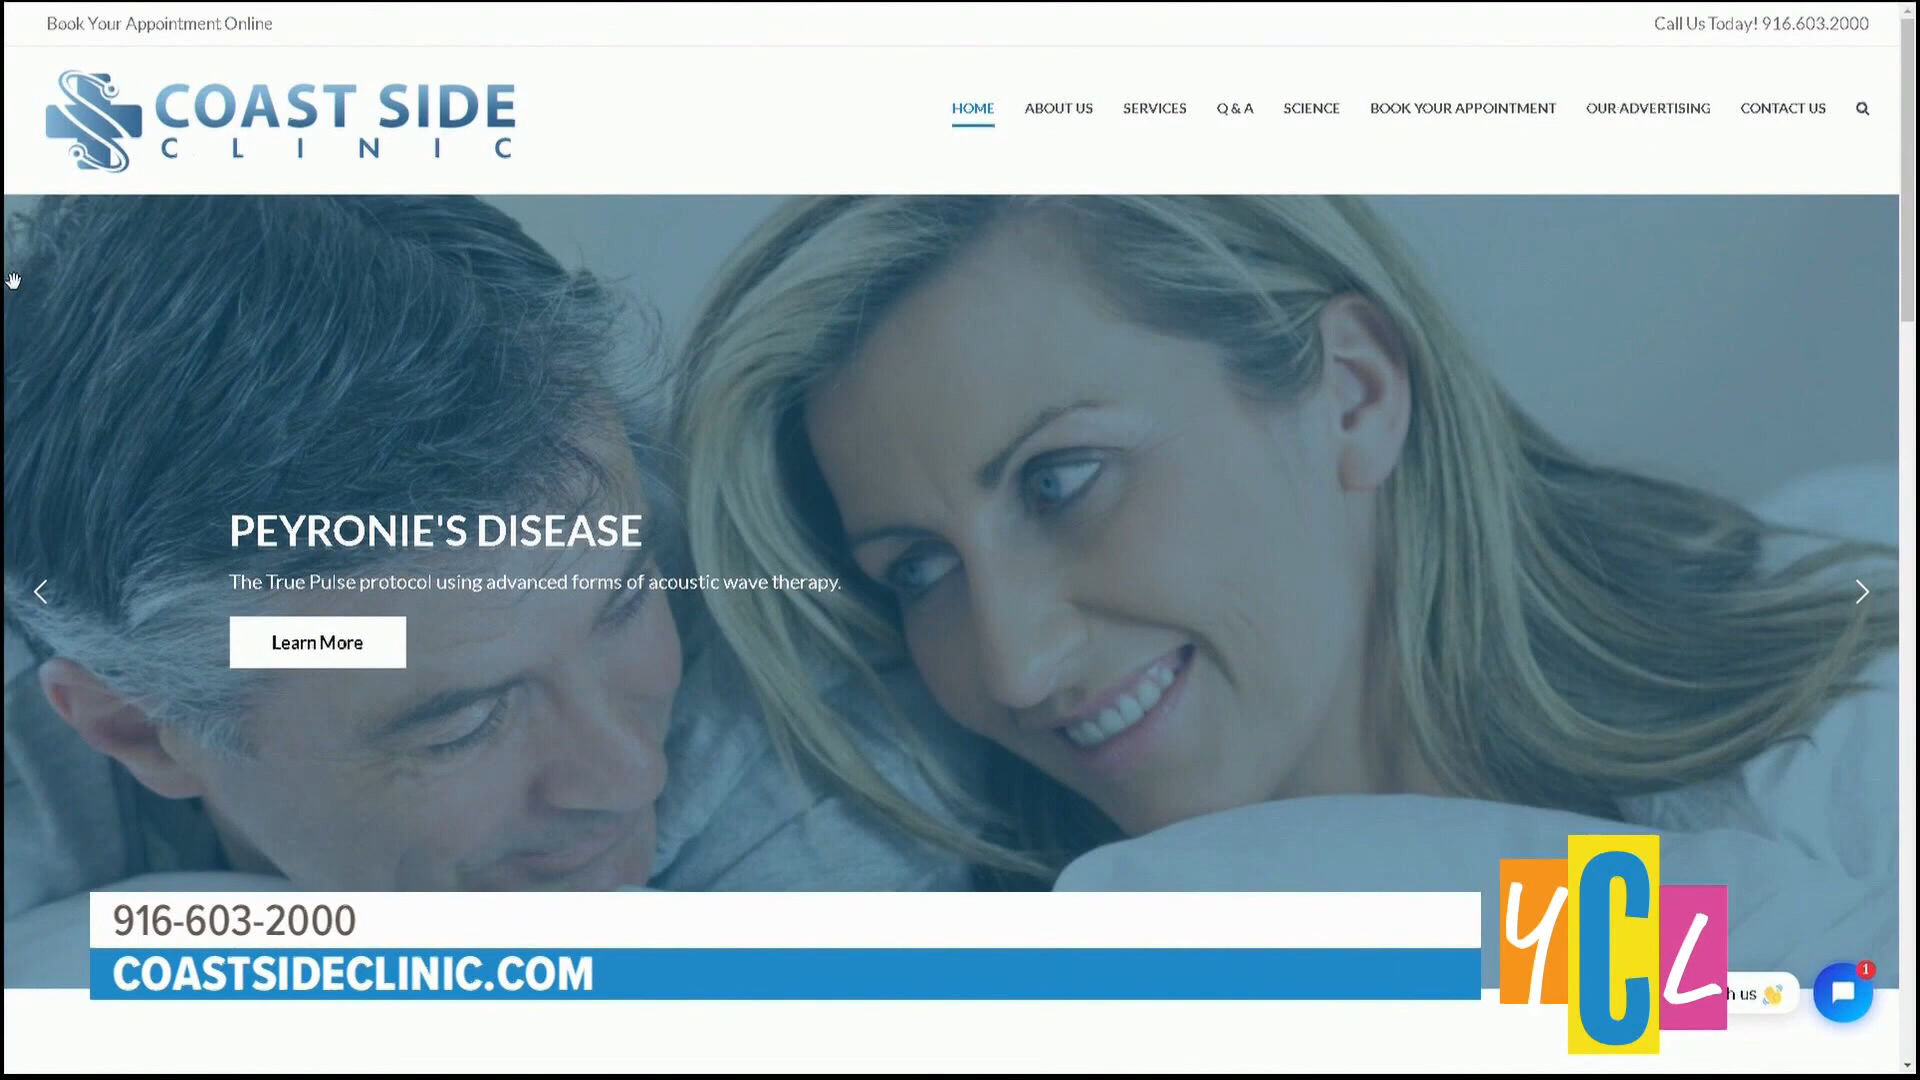 Book Your Appointment Online
Call Us Today! 916.603.2000
COAST SIDE
CLINIC
HOME ABOUT US SERVICES Q & A SCIENCE BOOK YOUR APPOINTMENT OUR ADVERTISING CONTACT US
PEYRONIE'S DISEASE
The True Pulse protocol using advanced forms of acoustic wave therapy.
Learn More
916-603-2000
COASTSIDECLINIC.COM
YCL
h us
1